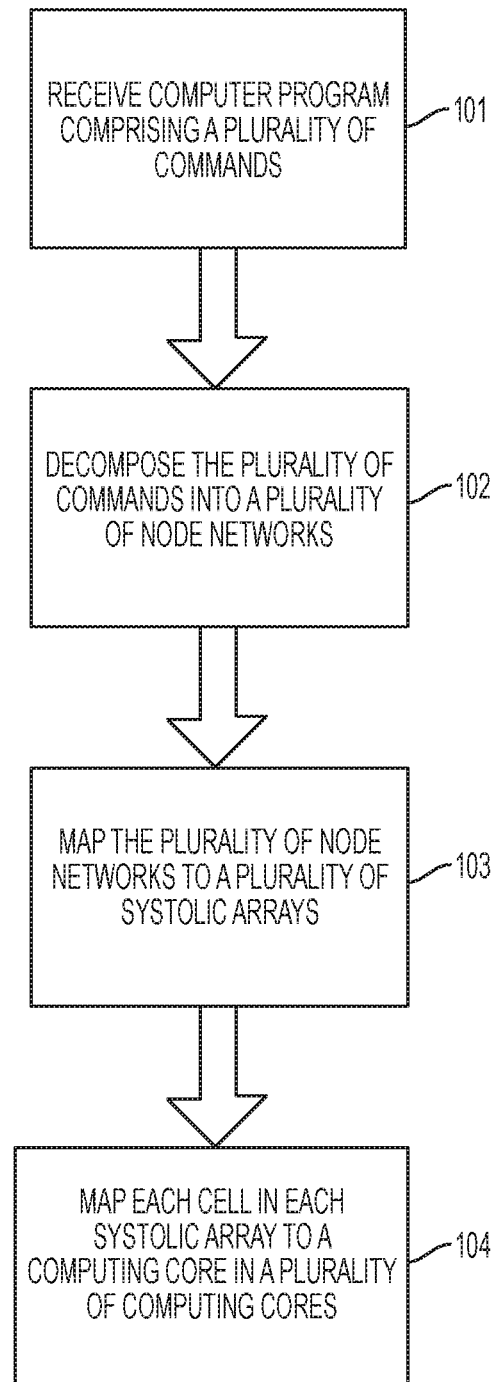 RECEIVE COMPUTER PROGRAM
COMPRISING A PLURALITY OF
COMMANDS
101
DECOMPOSE THE PLURALITY OF
COMMANDS INTO A PLURALITY
OF NODE NETWORKS
102
MAP THE PLURALITY OF NODE
NETWORKS TO A PLURALITY OF
SYSTOLIC ARRAYS
103
MAP EACH CELL IN EACH
SYSTOLIC ARRAY TO A
COMPUTING CORE IN A PLURALITY
OF COMPUTING CORES
104